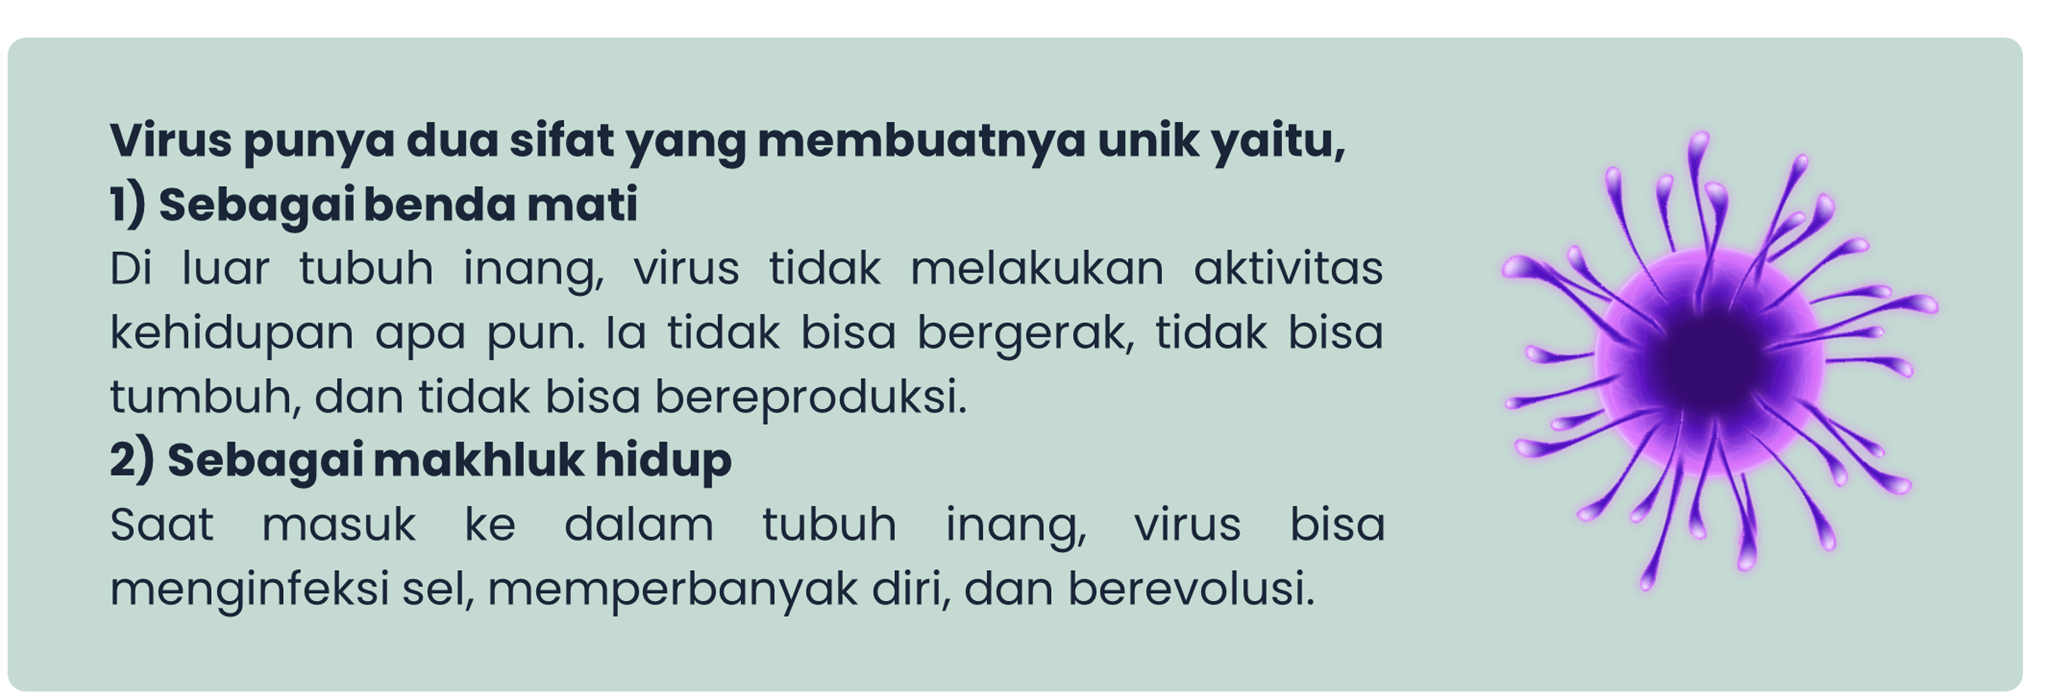 Virus punya dua sifat yang membuatnya unik yaitu,
1) Sebagai benda mati
Di luar tubuh inang, virus tidak melakukan aktivitas
kehidupan apa pun. Ia tidak bisa bergerak, tidak bisa
tumbuh, dan tidak bisa bereproduksi.
2) Sebagai makhluk hidup
Saat masuk ke dalam tubuh inang, virus bisa
menginfeksi sel, memperbanyak diri, dan berevolusi.